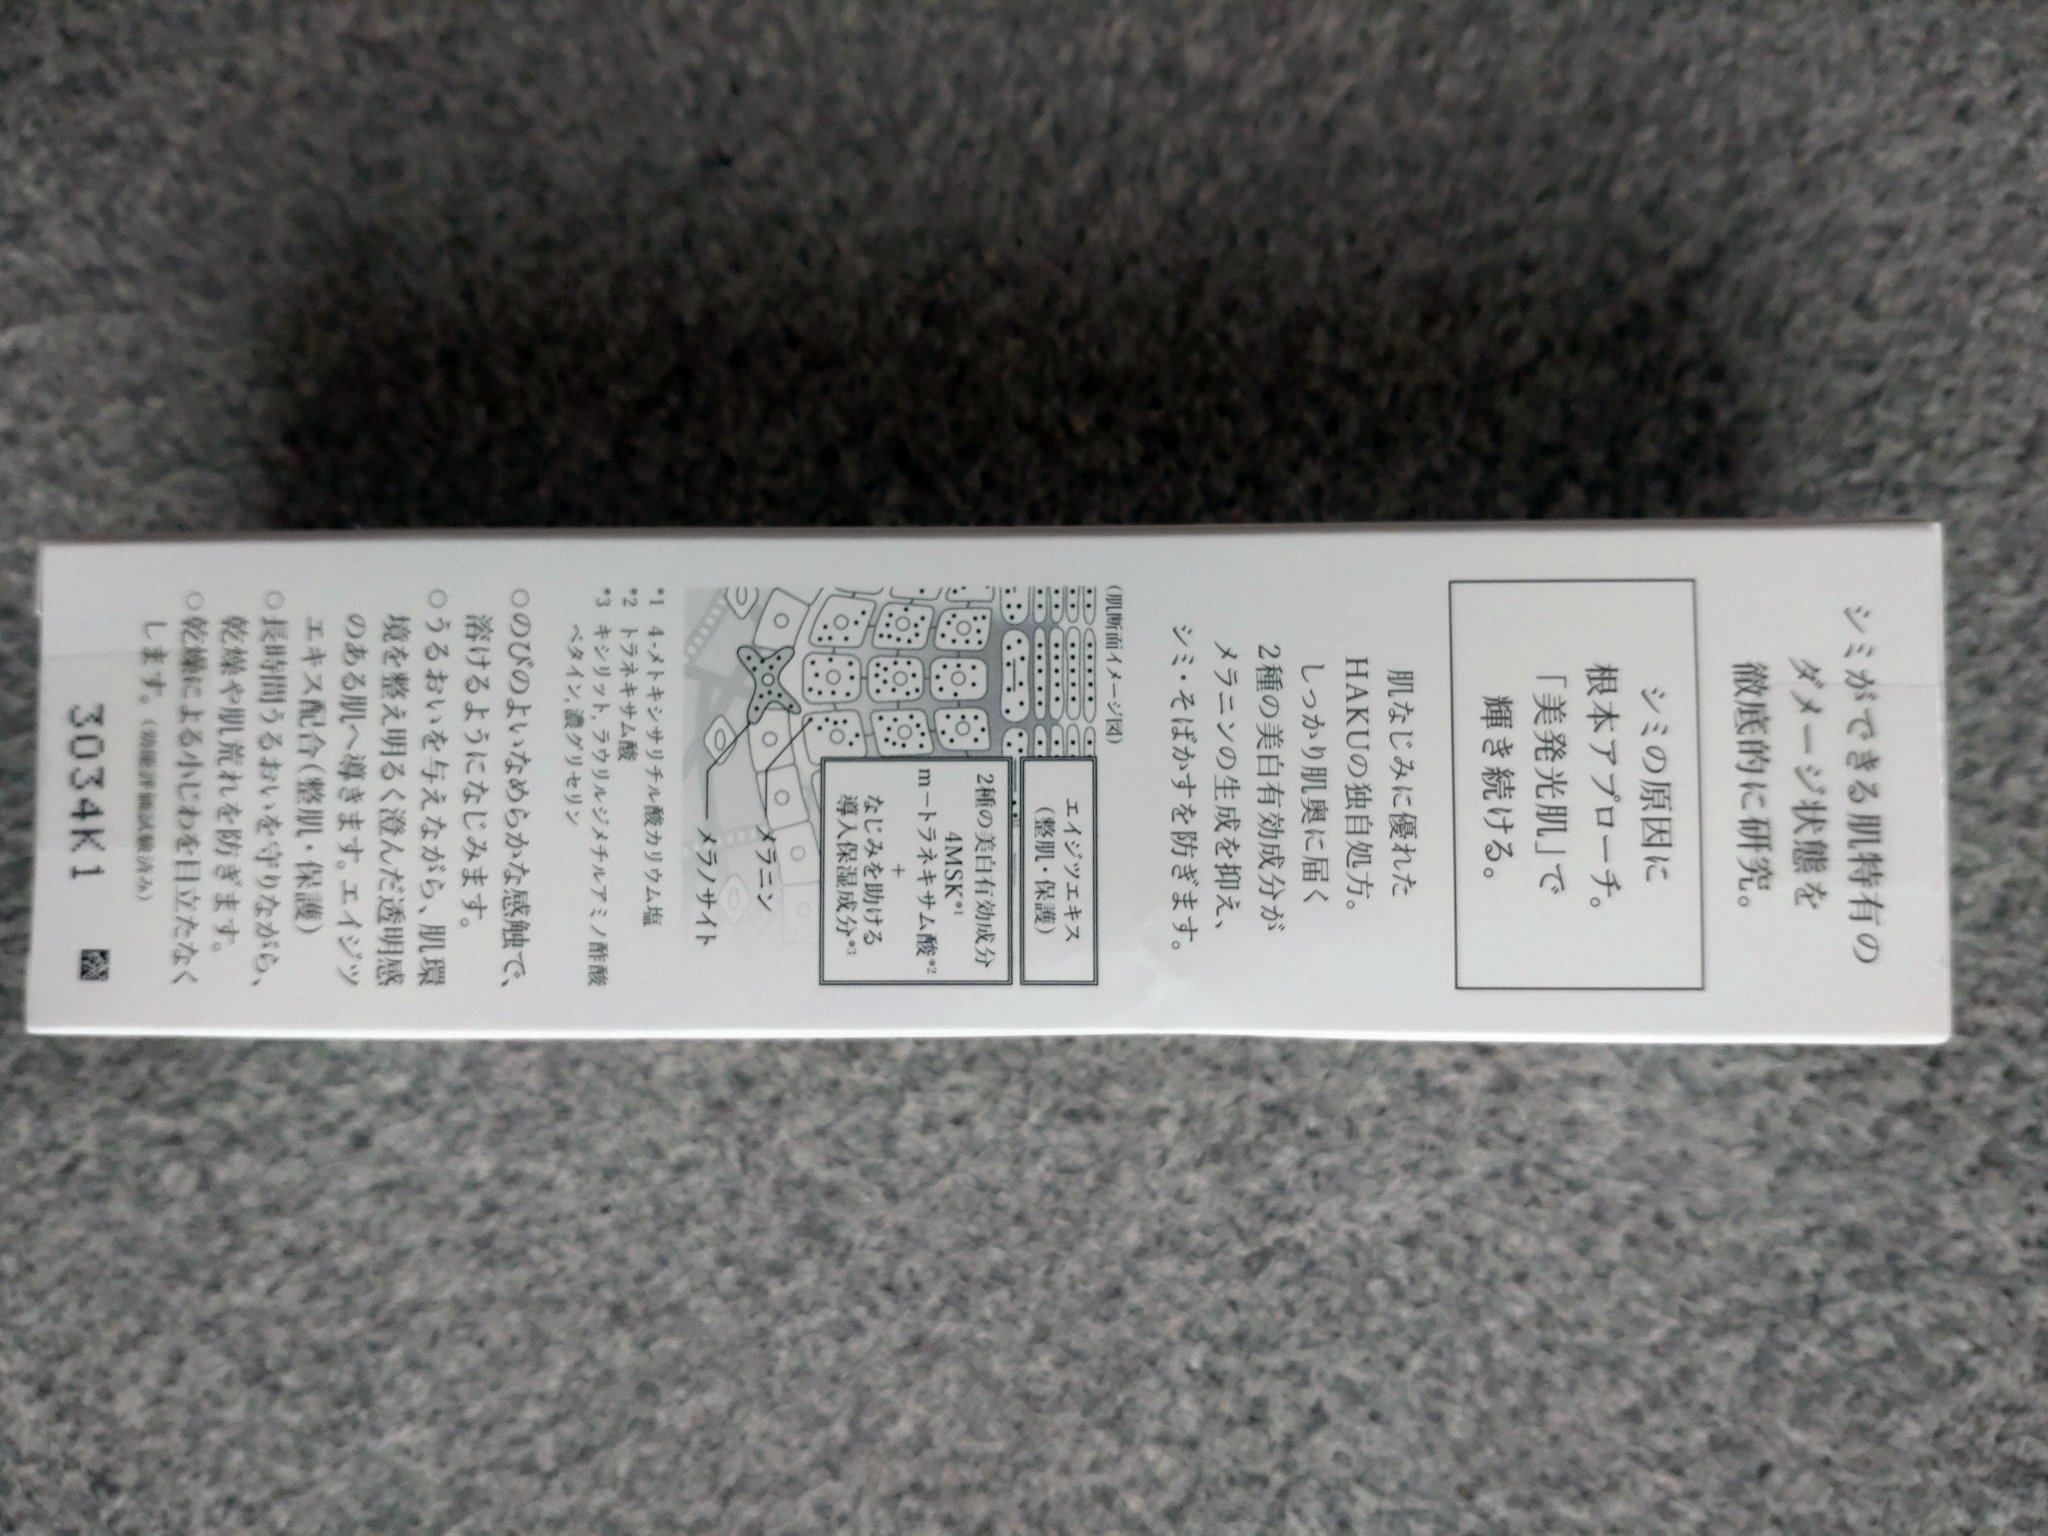 シミができる肌特有の
ダメージ状態を
徹底的に研究。
シミの原因に
根本アプローチ。
「美発光肌」で
輝き続ける。
肌なじみに優れた
HAKUの独自処方。
しっかり肌奥に届く
2種の美白有効成分が
メラニンの生成を抑え、
シミ・そばかすを防ぎます。
(肌断面イメージ図)
エイジツエキス
(整肌・保護)
2種の美白有効成分
4MSK*1
m－トラネキサム酸*2
+
なじみを助ける
導入保湿成分*3
メラニン
メラノサイト
*1 4-メトキシサリチル酸カリウム塩
*2 トラネキサム酸
*3 キシリット, ラウリルジメチルアミノ酢酸
ベタイン, 濃グリセリン
○のびのよいなめらかな感触で、
溶けるようになじみます。
○うるおいを与えながら、肌環
境を整え明るく澄んだ透明感
のある肌へ導きます。エイジツ
エキス配合(整肌・保護)
○長時間うるおいを守りながら、
乾燥や肌荒れを防ぎます。
○乾燥による小じわを目立たなく
します。(効能評価試験済み)
3034K1